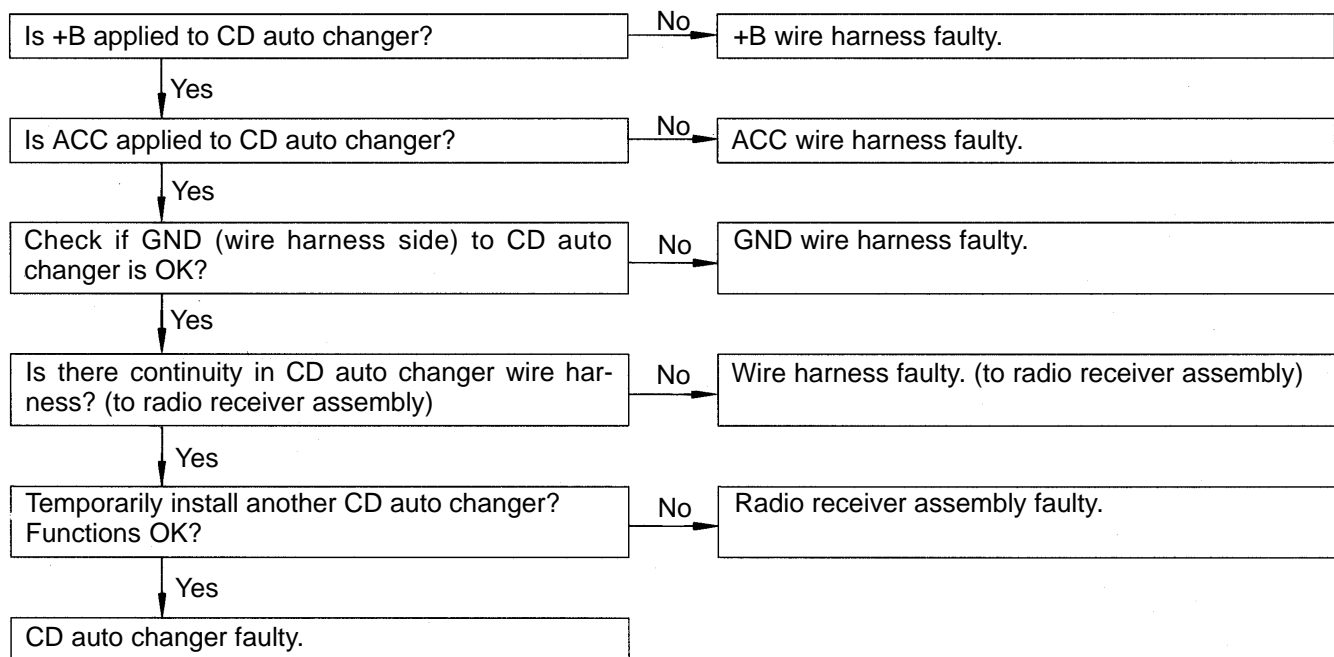 Is +B applied to CD auto changer?
No
+B wire harness faulty.
Yes
Is ACC applied to CD auto changer?
No
ACC wire harness faulty.
Yes
Check if GND (wire harness side) to CD auto
changer is OK?
No
GND wire harness faulty.
Yes
Is there continuity in CD auto changer wire har-
ness? (to radio receiver assembly)
No
Wire harness faulty. (to radio receiver assembly)
Yes
Temporarily install another CD auto changer?
Functions OK?
No
Radio receiver assembly faulty.
Yes
CD auto changer faulty.